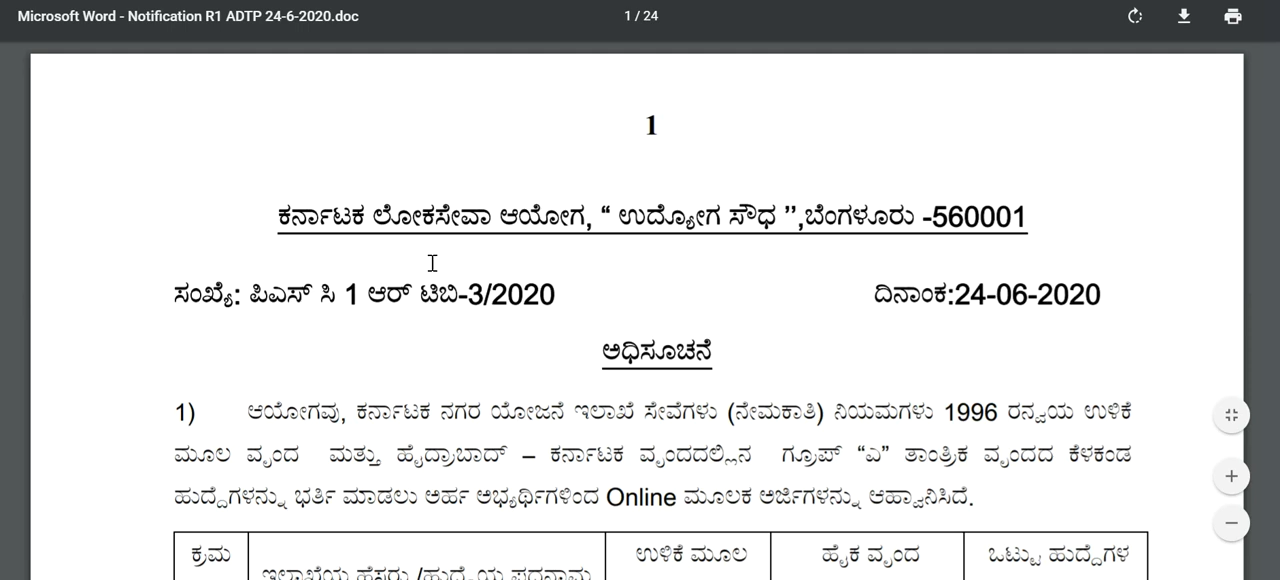 Microsoft Word - Notification R1 ADTP 24-6-2020.doc
1 / 24
1
ಕರ್ನಾಟಕ ಲೋಕಸೇವಾ ಆಯೋಗ, “ ಉದ್ಯೋಗ ಸೌಧ ”,ಬೆಂಗಳೂರು -560001
ಸಂಖ್ಯೆ: ಪಿಎಸ್ ಸಿ 1 ಆರ್ ಟಿಬಿ-3/2020 ದಿನಾಂಕ:24-06-2020
ಅಧಿಸೂಚನೆ
1) ಆಯೋಗವು, ಕರ್ನಾಟಕ ನಗರ ಯೋಜನೆ ಇಲಾಖೆ ಸೇವೆಗಳು (ನೇಮಕಾತಿ) ನಿಯಮಗಳು 1996 ರನ್ವಯ ಉಳಿಕೆ
ಮೂಲ ವೃಂದ ಮತ್ತು ಹೈದ್ರಾಬಾದ್ – ಕರ್ನಾಟಕ ವೃಂದದಲ್ಲಿನ ಗ್ರೂಪ್ “ಎ” ತಾಂತ್ರಿಕ ವೃಂದದ ಕೆಳಕಂಡ
ಹುದ್ದೆಗಳನ್ನು ಭರ್ತಿ ಮಾಡಲು ಅರ್ಹ ಅಭ್ಯರ್ಥಿಗಳಿಂದ Online ಮೂಲಕ ಅರ್ಜಿಗಳನ್ನು ಆಹ್ವಾನಿಸಿದೆ.
ಕ್ರಮ ಉಳಿಕೆ ಮೂಲ ಹೈಕ ವೃಂದ ಒಟ್ಟು ಹುದ್ದೆಗಳ
ಇಲಾಖೆಯ ಹೆಸರು /ಹುದ್ದೆಯ ಪದನಾಮ